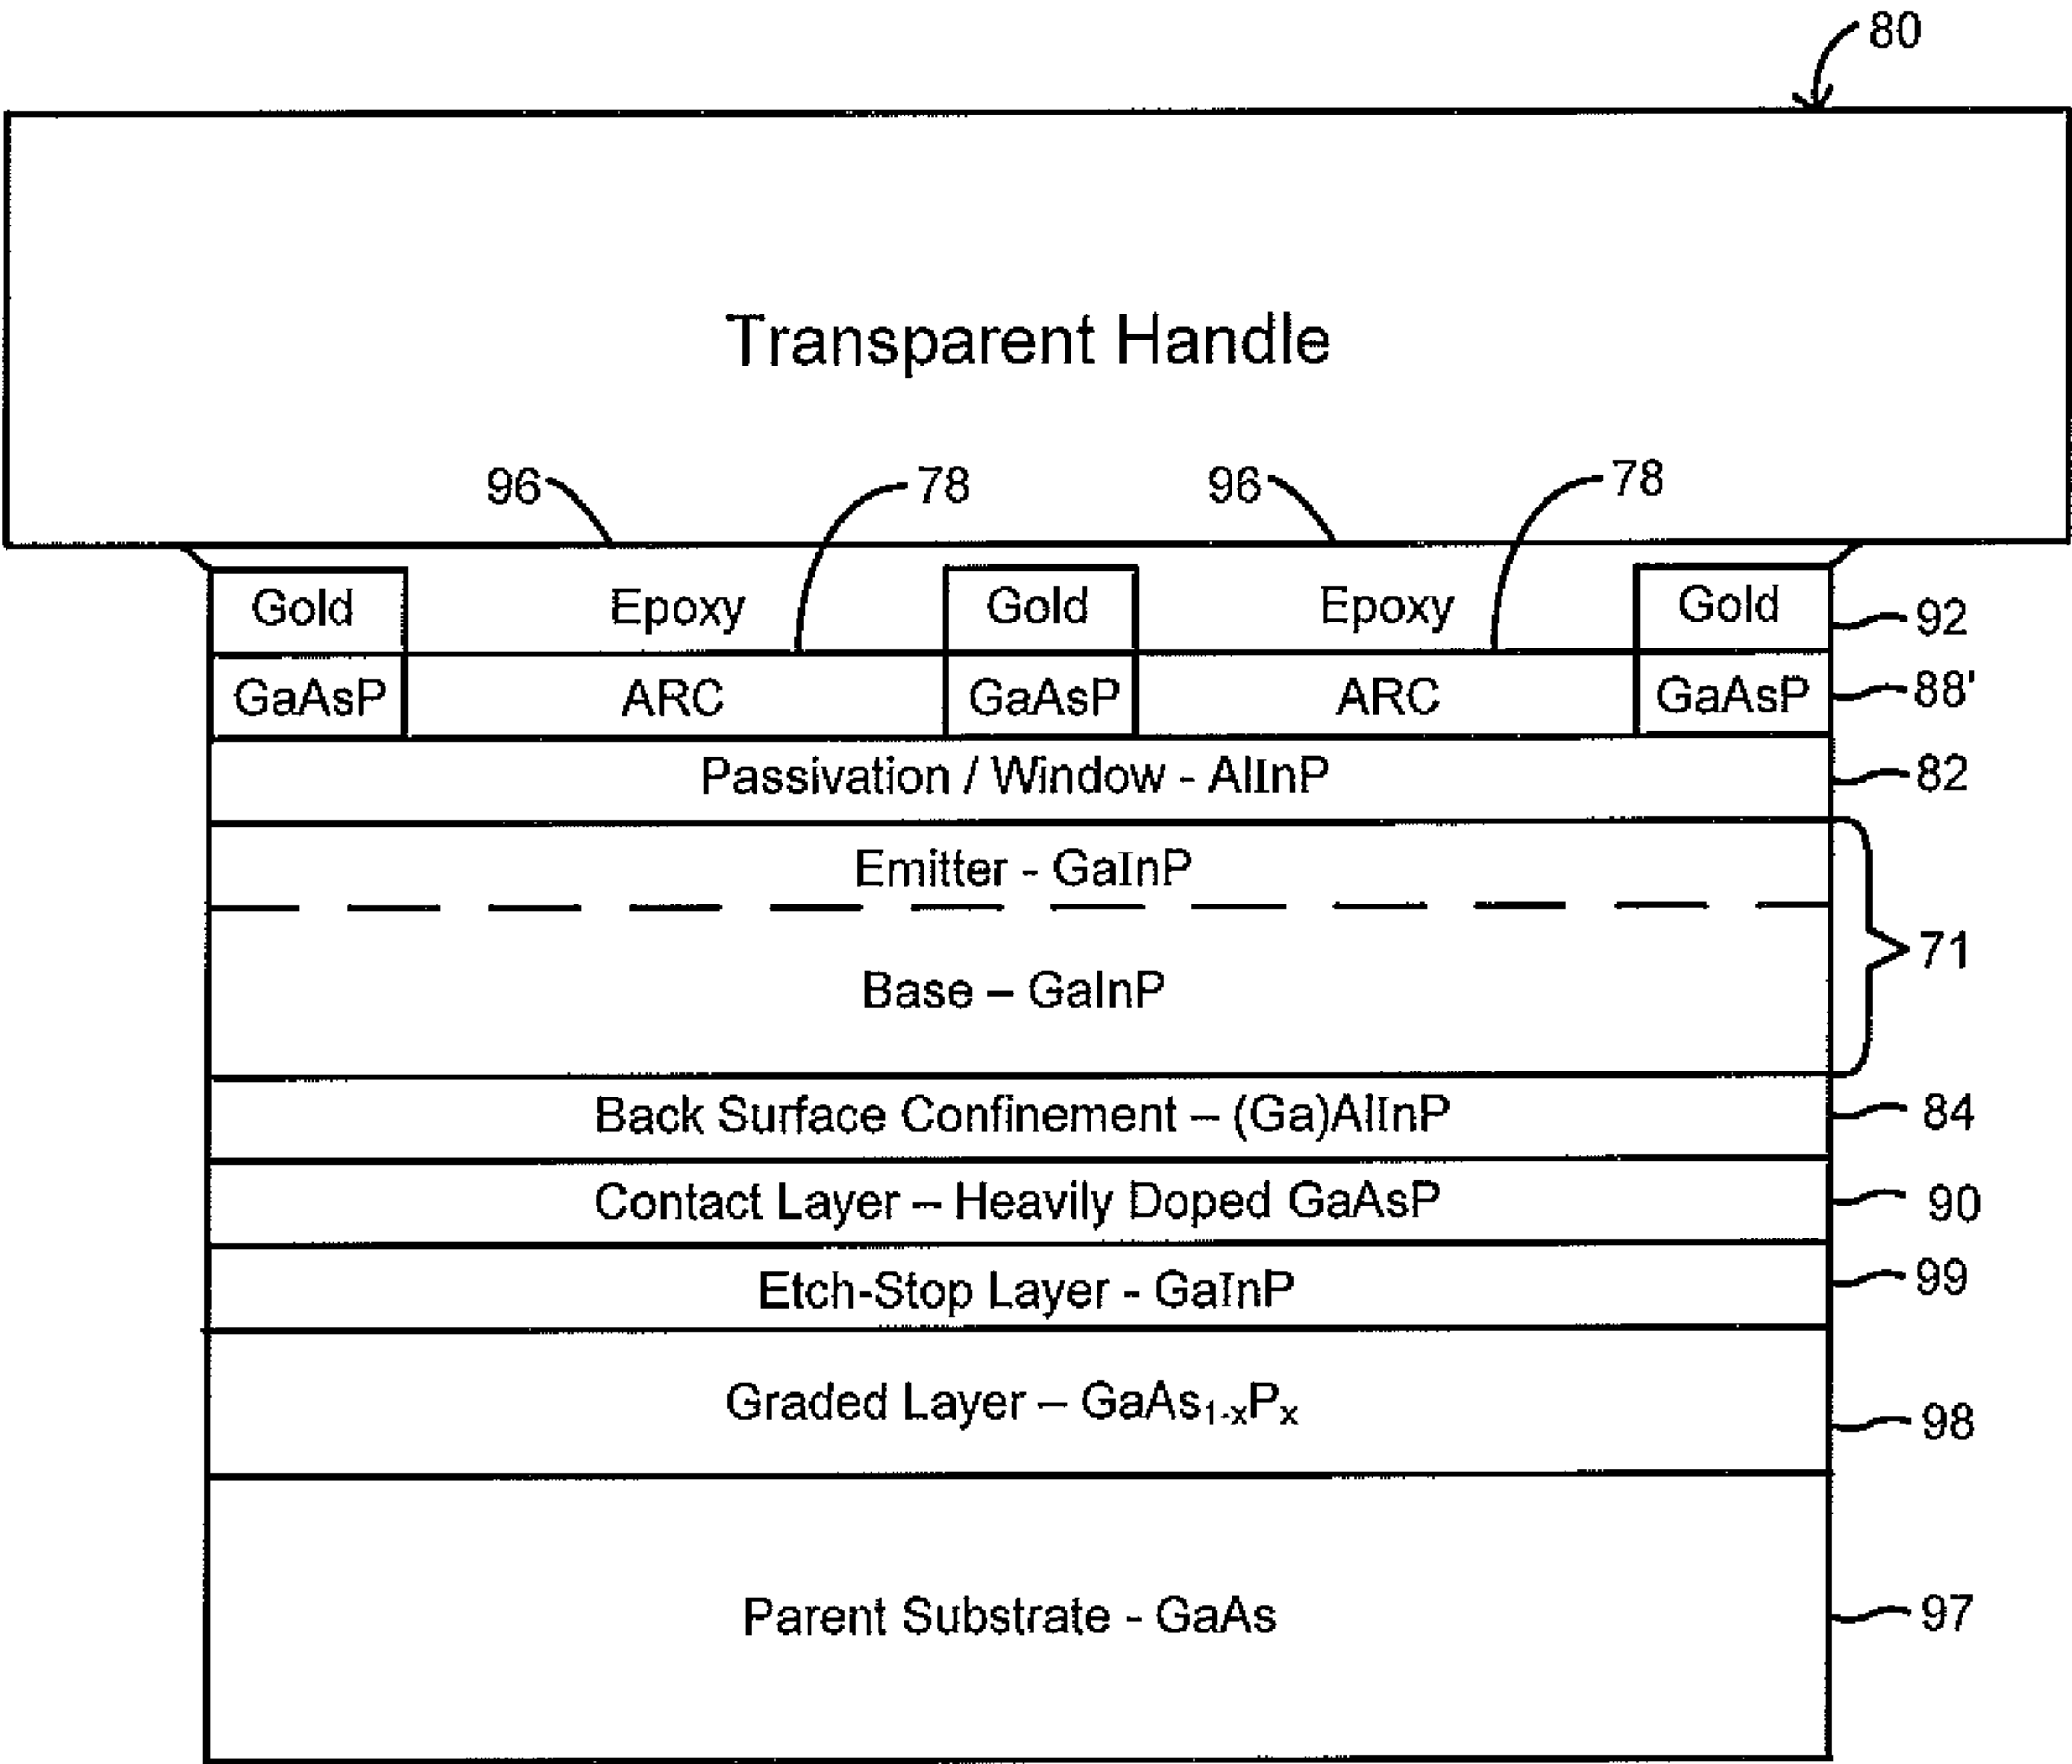 80
Transparent Handle
96 78 96 78
Gold Epoxy Gold Epoxy Gold 92
GaAsP ARC GaAsP ARC GaAsP 88'
Passivation / Window - AlInP 82
Emitter - GaInP
71
Base – GaInP
Back Surface Confinement – (Ga)AlInP 84
Contact Layer – Heavily Doped GaAsP 90
Etch-Stop Layer - GaInP 99
Graded Layer – GaAs₁₋ₓPₓ 98
Parent Substrate - GaAs 97